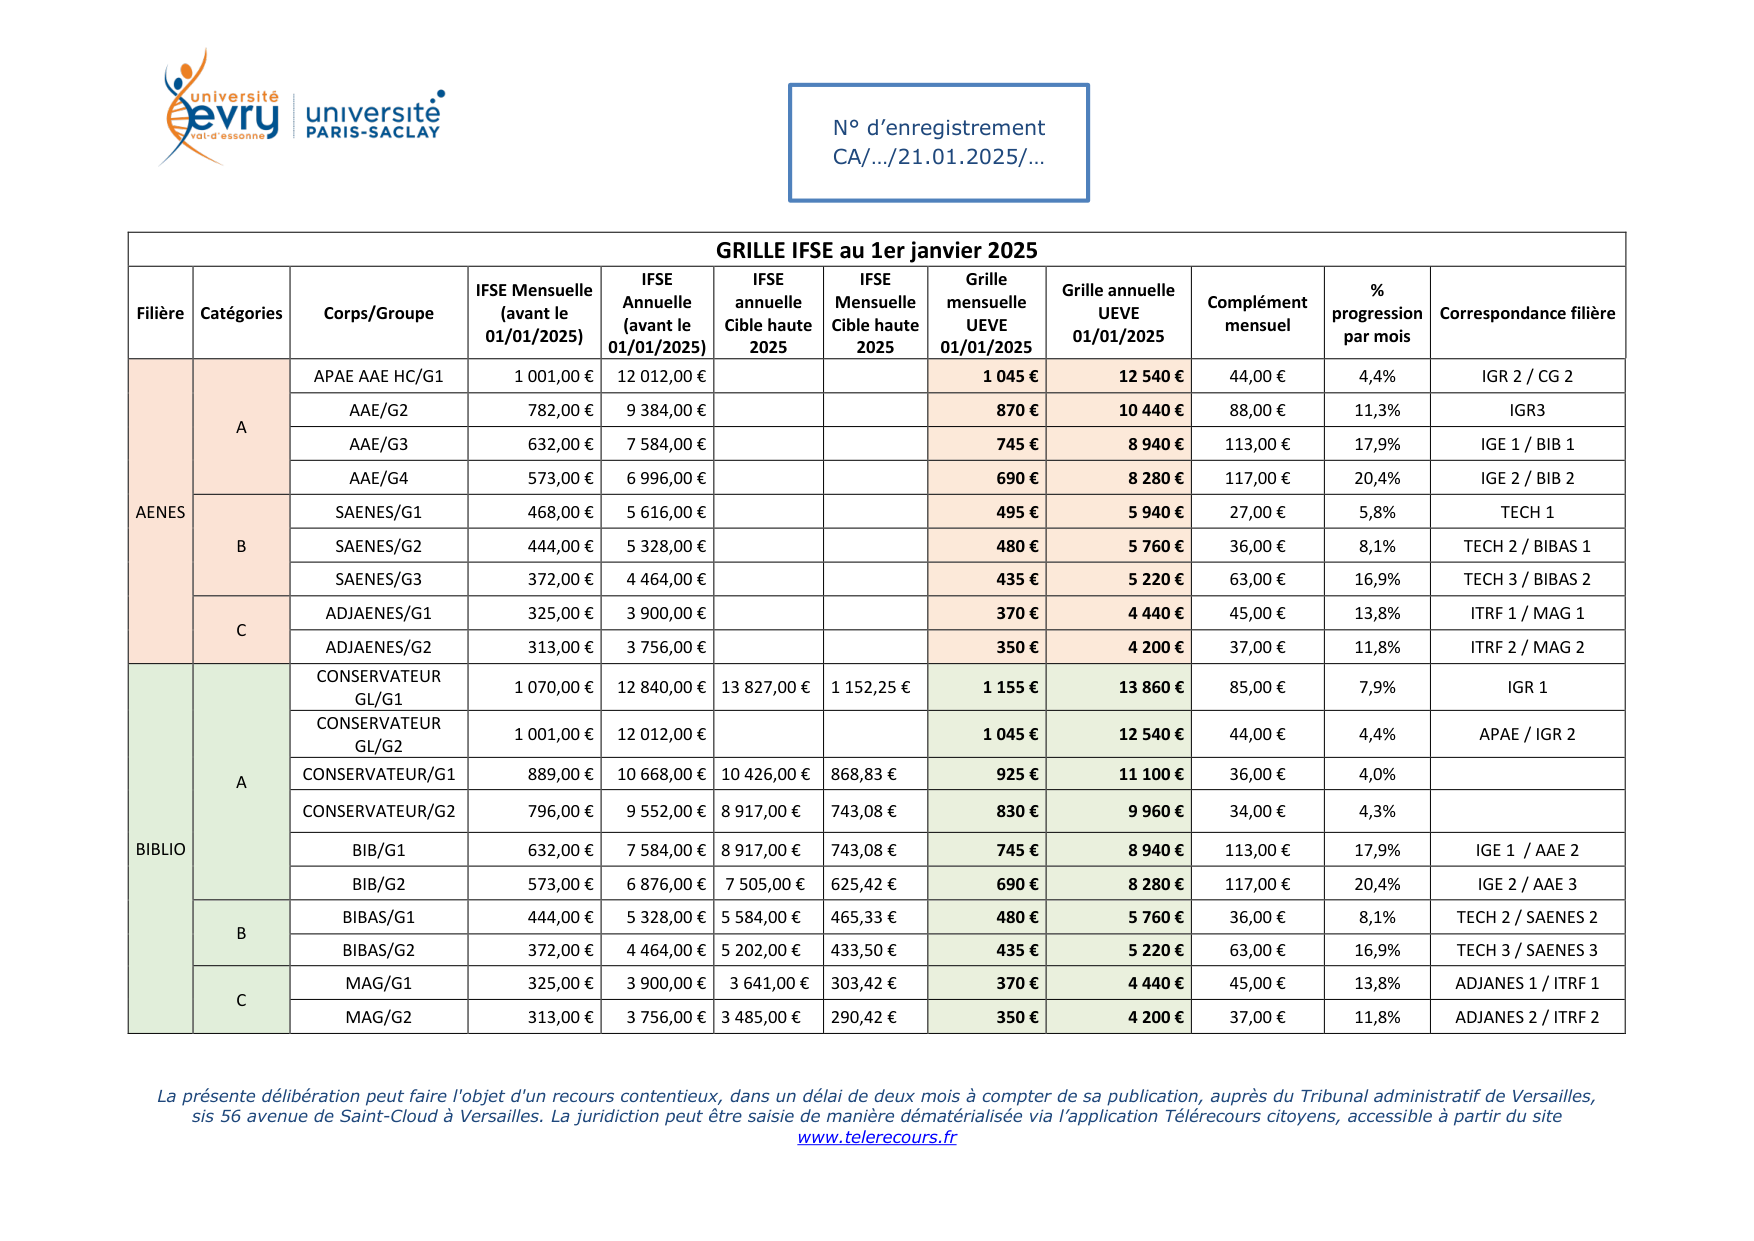 université
evry
val-d'essonne
université
PARIS-SACLAY
N° d'enregistrement
CA/…/21.01.2025/…
GRILLE IFSE au 1er janvier 2025
Filière | Catégories | Corps/Groupe | IFSE Mensuelle (avant le 01/01/2025) | IFSE Annuelle (avant le 01/01/2025) | IFSE annuelle Cible haute 2025 | IFSE Mensuelle Cible haute 2025 | Grille mensuelle UEVE 01/01/2025 | Grille annuelle UEVE 01/01/2025 | Complément mensuel | % progression par mois | Correspondance filière
AENES | A | APAE AAE HC/G1 | 1 001,00 € | 12 012,00 € | | | 1 045 € | 12 540 € | 44,00 € | 4,4% | IGR 2 / CG 2
AAE/G2 | 782,00 € | 9 384,00 € | | | 870 € | 10 440 € | 88,00 € | 11,3% | IGR3
AAE/G3 | 632,00 € | 7 584,00 € | | | 745 € | 8 940 € | 113,00 € | 17,9% | IGE 1 / BIB 1
AAE/G4 | 573,00 € | 6 996,00 € | | | 690 € | 8 280 € | 117,00 € | 20,4% | IGE 2 / BIB 2
B | SAENES/G1 | 468,00 € | 5 616,00 € | | | 495 € | 5 940 € | 27,00 € | 5,8% | TECH 1
SAENES/G2 | 444,00 € | 5 328,00 € | | | 480 € | 5 760 € | 36,00 € | 8,1% | TECH 2 / BIBAS 1
SAENES/G3 | 372,00 € | 4 464,00 € | | | 435 € | 5 220 € | 63,00 € | 16,9% | TECH 3 / BIBAS 2
C | ADJAENES/G1 | 325,00 € | 3 900,00 € | | | 370 € | 4 440 € | 45,00 € | 13,8% | ITRF 1 / MAG 1
ADJAENES/G2 | 313,00 € | 3 756,00 € | | | 350 € | 4 200 € | 37,00 € | 11,8% | ITRF 2 / MAG 2
BIBLIO | A | CONSERVATEUR GL/G1 | 1 070,00 € | 12 840,00 € | 13 827,00 € | 1 152,25 € | 1 155 € | 13 860 € | 85,00 € | 7,9% | IGR 1
CONSERVATEUR GL/G2 | 1 001,00 € | 12 012,00 € | | | 1 045 € | 12 540 € | 44,00 € | 4,4% | APAE / IGR 2
CONSERVATEUR/G1 | 889,00 € | 10 668,00 € | 10 426,00 € | 868,83 € | 925 € | 11 100 € | 36,00 € | 4,0% |
CONSERVATEUR/G2 | 796,00 € | 9 552,00 € | 8 917,00 € | 743,08 € | 830 € | 9 960 € | 34,00 € | 4,3% |
BIB/G1 | 632,00 € | 7 584,00 € | 8 917,00 € | 743,08 € | 745 € | 8 940 € | 113,00 € | 17,9% | IGE 1 / AAE 2
BIB/G2 | 573,00 € | 6 876,00 € | 7 505,00 € | 625,42 € | 690 € | 8 280 € | 117,00 € | 20,4% | IGE 2 / AAE 3
B | BIBAS/G1 | 444,00 € | 5 328,00 € | 5 584,00 € | 465,33 € | 480 € | 5 760 € | 36,00 € | 8,1% | TECH 2 / SAENES 2
BIBAS/G2 | 372,00 € | 4 464,00 € | 5 202,00 € | 433,50 € | 435 € | 5 220 € | 63,00 € | 16,9% | TECH 3 / SAENES 3
C | MAG/G1 | 325,00 € | 3 900,00 € | 3 641,00 € | 303,42 € | 370 € | 4 440 € | 45,00 € | 13,8% | ADJANES 1 / ITRF 1
MAG/G2 | 313,00 € | 3 756,00 € | 3 485,00 € | 290,42 € | 350 € | 4 200 € | 37,00 € | 11,8% | ADJANES 2 / ITRF 2
La présente délibération peut faire l'objet d'un recours contentieux, dans un délai de deux mois à compter de sa publication, auprès du Tribunal administratif de Versailles,
sis 56 avenue de Saint-Cloud à Versailles. La juridiction peut être saisie de manière dématérialisée via l'application Télérecours citoyens, accessible à partir du site
www.telerecours.fr